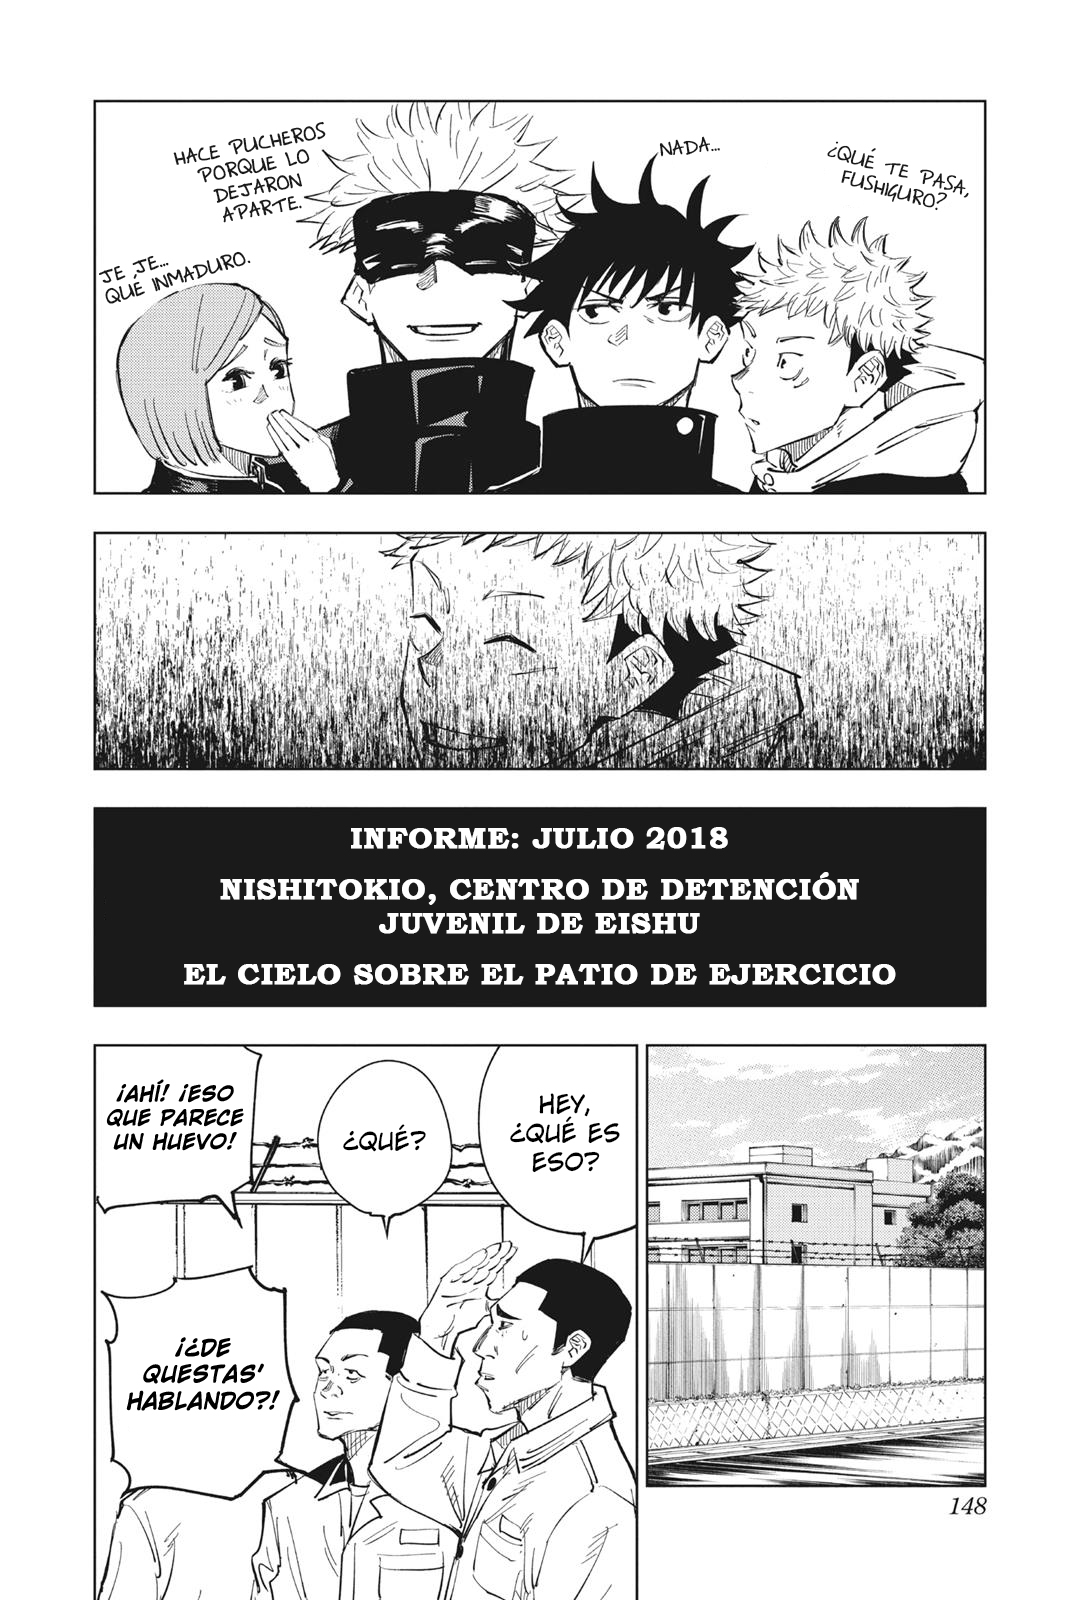 ¿QUÉ TE PASA,
FUSHIGURO?
NADA...
HACE PUCHEROS
PORQUE LO
DEJARON
APARTE.
JE JE...
QUÉ INMADURO.
INFORME: JULIO 2018
NISHITOKIO, CENTRO DE DETENCIÓN
JUVENIL DE EISHU
EL CIELO SOBRE EL PATIO DE EJERCICIO
HEY,
¿QUÉ ES
ESO?
¿QUÉ?
¡AHÍ! ¡ESO
QUE PARECE
UN HUEVO!
¡¿DE
QUESTAS'
HABLANDO?!
148